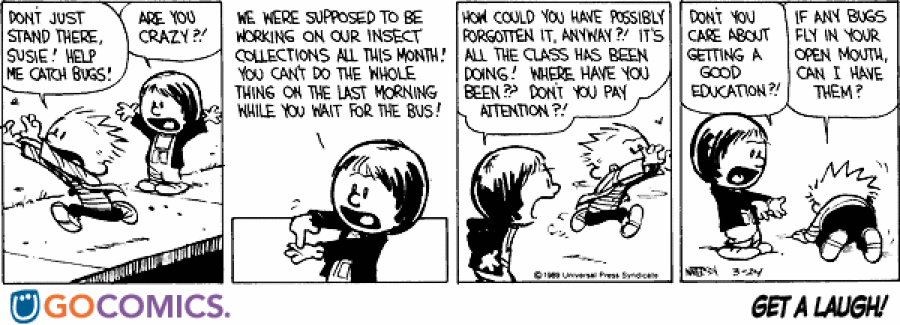 DON'T JUST
STAND THERE,
SUSIE! HELP
ME CATCH BUGS!
ARE YOU
CRAZY?!
WE WERE SUPPOSED TO BE
WORKING ON OUR INSECT
COLLECTIONS ALL THIS MONTH!
YOU CAN'T DO THE WHOLE
THING ON THE LAST MORNING
WHILE YOU WAIT FOR THE BUS!
HOW COULD YOU HAVE POSSIBLY
FORGOTTEN IT, ANYWAY?! IT'S
ALL THE CLASS HAS BEEN
DOING! WHERE HAVE YOU
BEEN?? DON'T YOU PAY
ATTENTION?!
© 1989 Universal Press Syndicate
DON'T YOU
CARE ABOUT
GETTING A
GOOD
EDUCATION?!
IF ANY BUGS
FLY IN YOUR
OPEN MOUTH,
CAN I HAVE
THEM?
3-24
GOCOMICS.
GET A LAUGH!